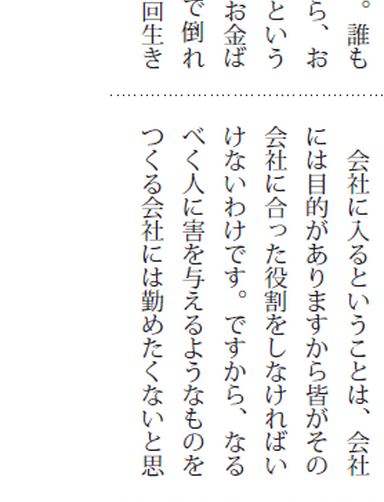 。誰も
ら、お
という
お金ば
で倒れ
回生き
会社に入るということは、会社
には目的がありますから皆がその
会社に合った役割をしなければい
けないわけです。ですから、なる
べく人に害を与えるようなものを
つくる会社には勤めたくないと思